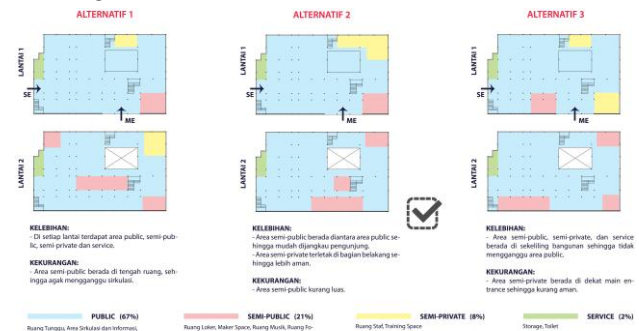 ALTERNATIF 1
LANTAI 1
SE
ME
LANTAI 2
KELEBIHAN:
- Di setiap lantai terdapat area public, semi-pub-
lic, semi-private dan service.
KEKURANGAN:
- Area semi-public berada di tengah ruang, seh-
ingga agak mengganggu sirkulasi.
ALTERNATIF 2
LANTAI 1
SE
ME
LANTAI 2
KELEBIHAN:
- Area semi-public berada diantara area public se-
hingga mudah dijangkau pengunjung.
- Area semi-private terletak di bagian belakang se-
hingga lebih aman.
KEKURANGAN:
- Area semi-public kurang luas.
ALTERNATIF 3
LANTAI 1
SE
ME
LANTAI 2
KELEBIHAN:
- Area semi-public, semi-private, dan service
berada di sekeliling bangunan sehingga tidak
mengganggu area public.
KEKURANGAN:
- Area semi-private berada di dekat main en-
trance sehingga kurang aman.
PUBLIC (67%)
Ruang Tunggu, Area Sirkulasi dan Informasi,
SEMI-PUBLIC (21%)
Ruang Loker, Maker Space, Ruang Musik, Ruang Fo-
SEMI-PRIVATE (8%)
Ruang Staf, Training Space
SERVICE (2%)
Storage, Toilet